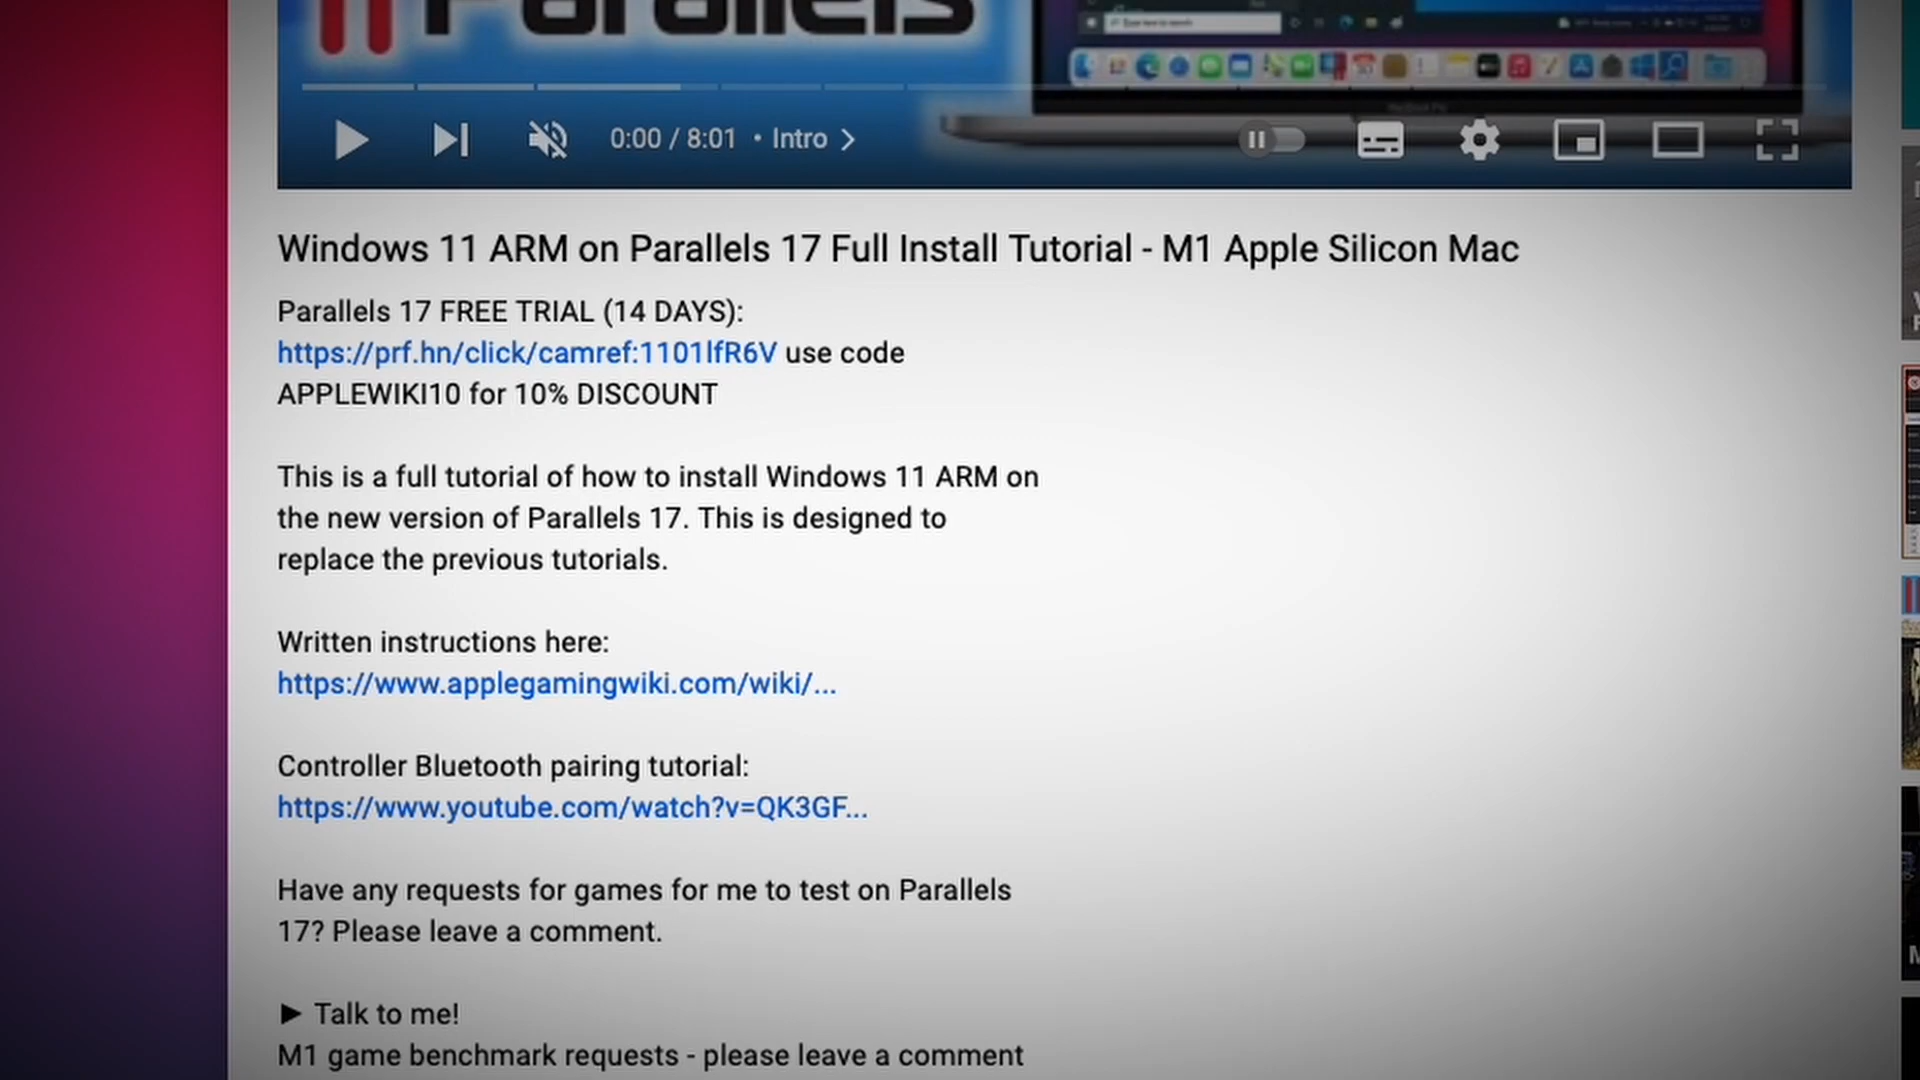 Parallels
0:00 / 8:01 • Intro
Windows 11 ARM on Parallels 17 Full Install Tutorial - M1 Apple Silicon Mac
Parallels 17 FREE TRIAL (14 DAYS):
https://prf.hn/click/camref:1101lfR6V use code
APPLEWIKI10 for 10% DISCOUNT
This is a full tutorial of how to install Windows 11 ARM on
the new version of Parallels 17. This is designed to
replace the previous tutorials.
Written instructions here:
https://www.applegamingwiki.com/wiki/...
Controller Bluetooth pairing tutorial:
https://www.youtube.com/watch?v=QK3GF...
Have any requests for games for me to test on Parallels
17? Please leave a comment.
► Talk to me!
M1 game benchmark requests - please leave a comment